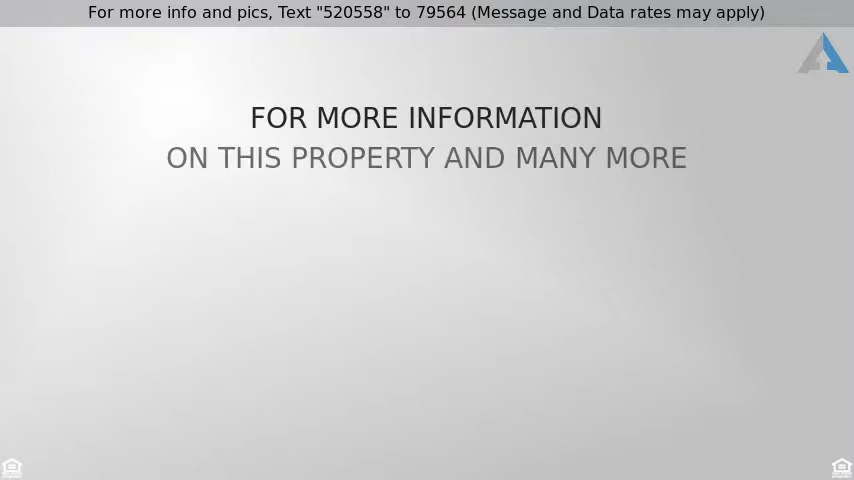 For more info and pics, Text "520558" to 79564 (Message and Data rates may apply)
FOR MORE INFORMATION
ON THIS PROPERTY AND MANY MORE